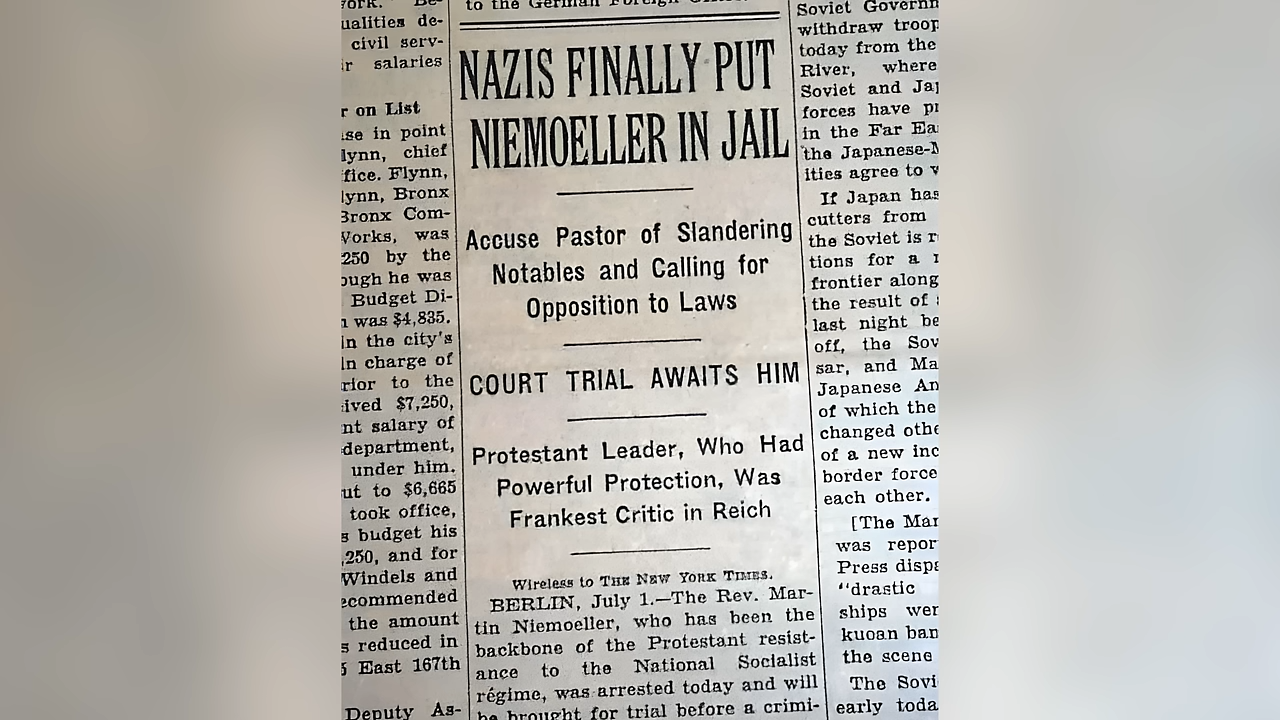 to the German Foreign
NAZIS FINALLY PUT
NIEMOELLER IN JAIL
Accuse Pastor of Slandering
Notables and Calling for
Opposition to Laws
COURT TRIAL AWAITS HIM
Protestant Leader, Who Had
Powerful Protection, Was
Frankest Critic in Reich
Wireless to THE NEW YORK TIMES.
BERLIN, July 1.—The Rev. Mar-
tin Niemoeller, who has been the
backbone of the Protestant resist-
ance to the National Socialist
régime, was arrested today and will
be brought for trial before a crimi-
ualities de-
civil serv-
salaries
r on List
se in point
lynn, chief
fice. Flynn,
lynn, Bronx
Bronx Com-
Works, was
250 by the
ough he was
Budget Di-
was $4,835.
in the city's
in charge of
rior to the
ived $7,250,
nt salary of
department,
under him.
ut to $6,665
took office,
s budget his
,250, and for
Windels and
ecommended
the amount
s reduced in
East 167th
Deputy As-
Soviet Governm
withdraw troop
today from the
River, where
Soviet and Jap
forces have pr
in the Far Ea
the Japanese-M
ities agree to
If Japan has
cutters from
the Soviet is r
tions for a
frontier along
the result of
last night be
off, the Sov
sar, and Ma
Japanese An
of which the
changed othe
of a new inc
border force
each other.
[The Man
was repor
Press dispa
"drastic
ships wer
kuoan ban
the scene
The Sovi
early toda